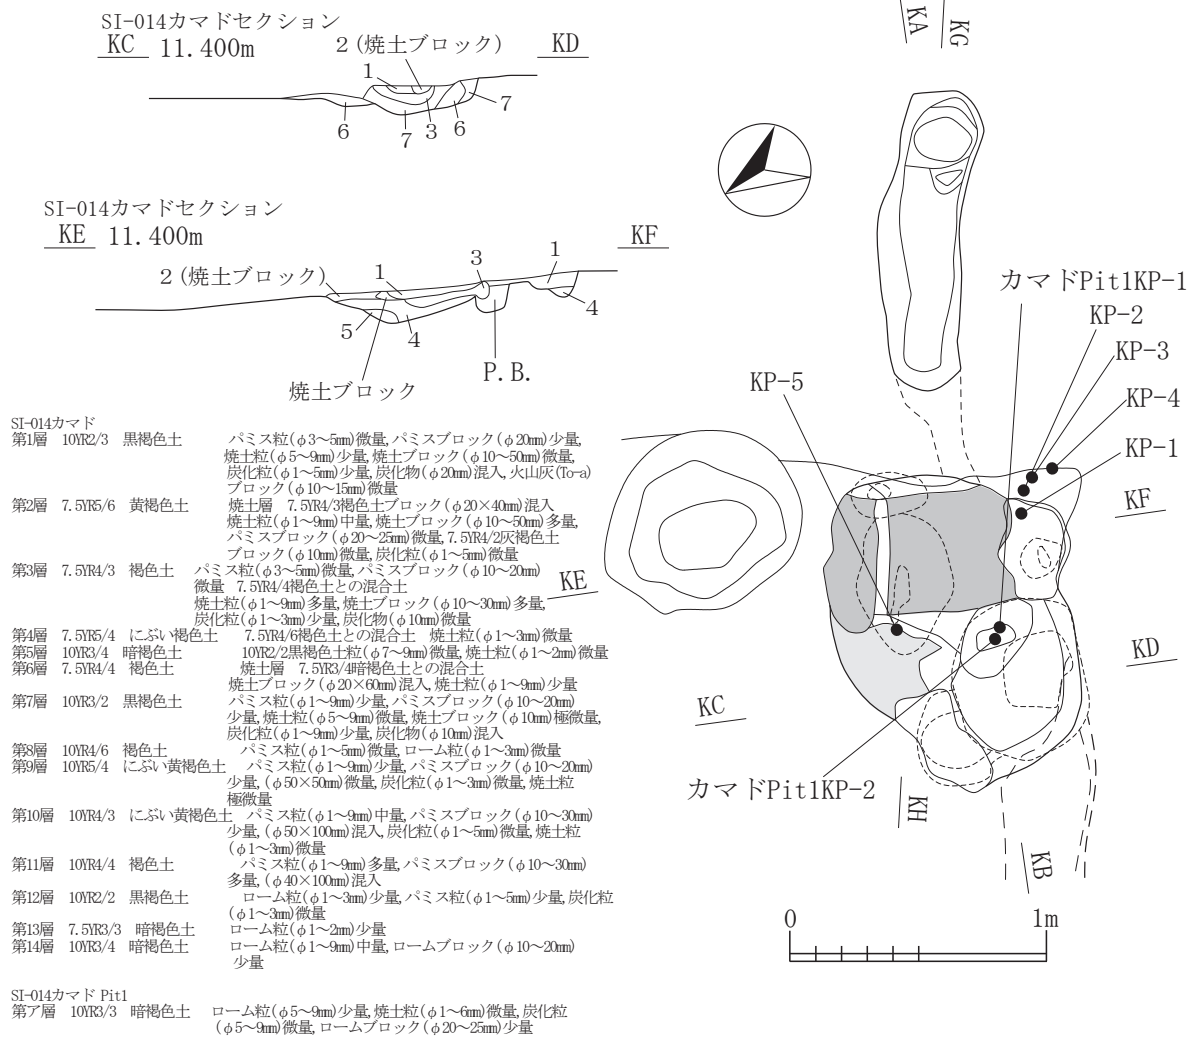 SI-014カマドセクション
KC 11.400m
2(焼土ブロック)
KD
1
6
7
3
6
7
SI-014カマドセクション
KE 11.400m
KF
2(焼土ブロック)
1
3
1
5
4
4
P.B.
焼土ブロック
KA
KG
カマドPit1KP-1
KP-2
KP-3
KP-4
KP-1
KP-5
KF
KE
KD
KC
カマドPit1KP-2
KH
KB
0
1m
SI-014カマド
第1層 10YR2/3 黒褐色土 パミス粒(φ3～5㎜)微量,パミスブロック(φ20㎜)少量,
焼土粒(φ5～9㎜)少量,焼土ブロック(φ10～50㎜)微量,
炭化粒(φ1～5㎜)少量,炭化物(φ20㎜)混入,火山灰(To-a)
ブロック(φ10～15㎜)微量
第2層 7.5YR5/6 黄褐色土 焼土層 7.5YR4/3褐色土ブロック(φ20×40㎜)混入
焼土粒(φ1～9㎜)中量,焼土ブロック(φ10～50㎜)多量,
パミスブロック(φ20～25㎜)微量,7.5YR4/2灰褐色土
ブロック(φ10㎜)微量,炭化粒(φ1～5㎜)微量
第3層 7.5YR4/3 褐色土 パミス粒(φ3～5㎜)微量,パミスブロック(φ10～20㎜)
微量 7.5YR4/4褐色土との混合土
焼土粒(φ1～9㎜)多量,焼土ブロック(φ10～30㎜)多量,
炭化粒(φ1～3㎜)少量,炭化物(φ10㎜)微量
第4層 7.5YR5/4 にぶい褐色土 7.5YR4/6褐色土との混合土 焼土粒(φ1～3㎜)微量
第5層 10YR3/4 暗褐色土 10YR2/2黒褐色土粒(φ7～9㎜)微量,焼土粒(φ1～2㎜)微量
第6層 7.5YR4/4 褐色土 焼土層 7.5YR3/4暗褐色土との混合土
焼土ブロック(φ20×60㎜)混入,焼土粒(φ1～9㎜)少量
第7層 10YR3/2 黒褐色土 パミス粒(φ1～9㎜)少量,パミスブロック(φ10～20㎜)
少量,焼土粒(φ5～9㎜)微量,焼土ブロック(φ10㎜)極微量,
炭化粒(φ1～9㎜)少量,炭化物(φ10㎜)混入
第8層 10YR4/6 褐色土 パミス粒(φ1～5㎜)微量,ローム粒(φ1～3㎜)微量
第9層 10YR5/4 にぶい黄褐色土 パミス粒(φ1～9㎜)少量,パミスブロック(φ10～20㎜)
少量,(φ50×50㎜)微量,炭化粒(φ1～3㎜)微量,焼土粒
極微量
第10層 10YR4/3 にぶい黄褐色土 パミス粒(φ1～9㎜)中量,パミスブロック(φ10～30㎜)
少量,(φ50×100㎜)混入,炭化粒(φ1～5㎜)微量,焼土粒
(φ1～3㎜)微量
第11層 10YR4/4 褐色土 パミス粒(φ1～9㎜)多量,パミスブロック(φ10～30㎜)
多量,(φ40×100㎜)混入
第12層 10YR2/2 黒褐色土 ローム粒(φ1～3㎜)少量,パミス粒(φ1～5㎜)少量,炭化粒
(φ1～3㎜)微量
第13層 7.5YR3/3 暗褐色土 ローム粒(φ1～2㎜)少量
第14層 10YR3/4 暗褐色土 ローム粒(φ1～9㎜)中量,ロームブロック(φ10～20㎜)
少量
SI-014カマド Pit1
第ア層 10YR3/3 暗褐色土 ローム粒(φ5～9㎜)少量,焼土粒(φ1～6㎜)微量,炭化粒
(φ5～9㎜)微量,ロームブロック(φ20～25㎜)少量